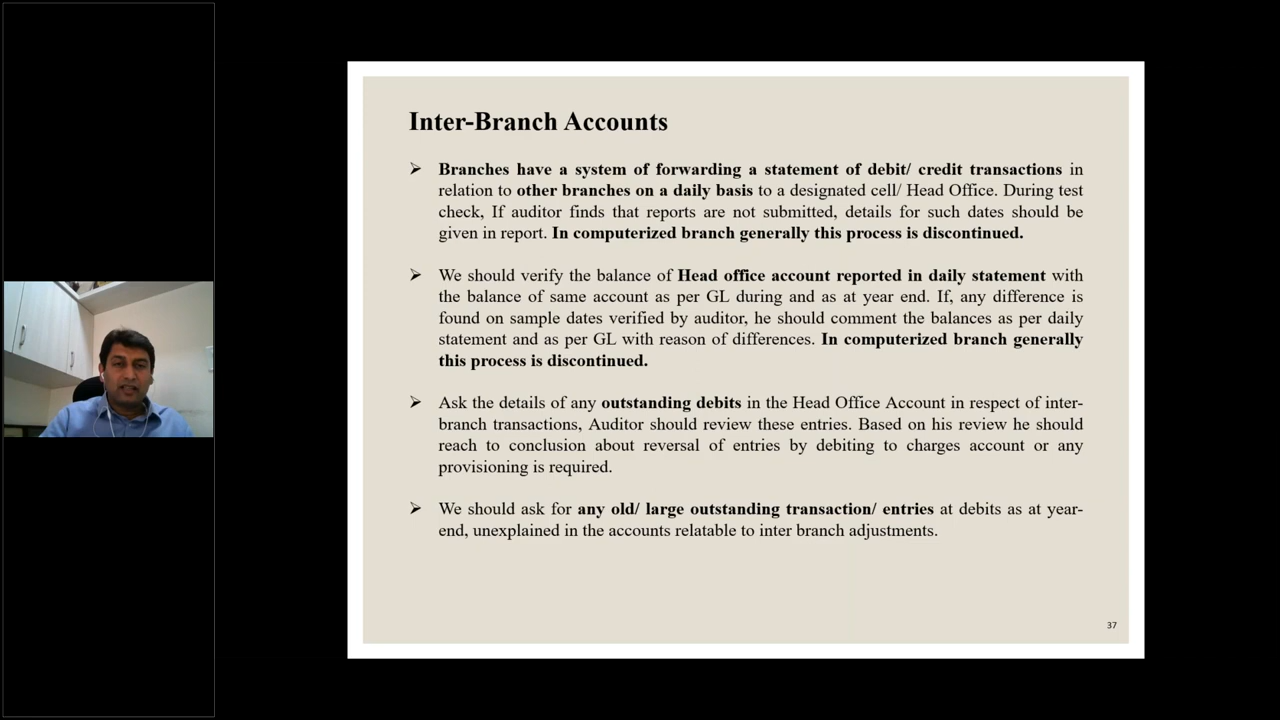 Inter-Branch Accounts
➢ Branches have a system of forwarding a statement of debit/ credit transactions in
relation to other branches on a daily basis to a designated cell/ Head Office. During test
check, If auditor finds that reports are not submitted, details for such dates should be
given in report. In computerized branch generally this process is discontinued.
➢ We should verify the balance of Head office account reported in daily statement with
the balance of same account as per GL during and as at year end. If, any difference is
found on sample dates verified by auditor, he should comment the balances as per daily
statement and as per GL with reason of differences. In computerized branch generally
this process is discontinued.
➢ Ask the details of any outstanding debits in the Head Office Account in respect of inter-
branch transactions, Auditor should review these entries. Based on his review he should
reach to conclusion about reversal of entries by debiting to charges account or any
provisioning is required.
➢ We should ask for any old/ large outstanding transaction/ entries at debits as at year-
end, unexplained in the accounts relatable to inter branch adjustments.
37